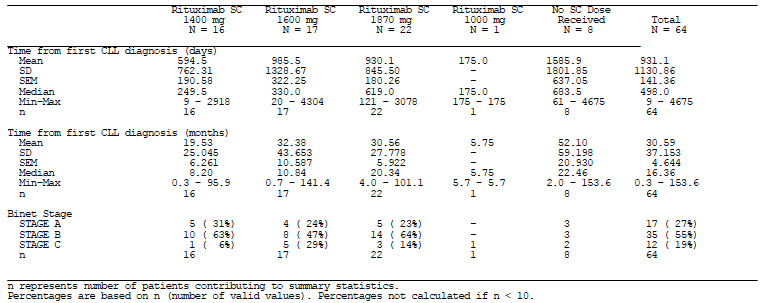 Rituximab SC Rituximab SC Rituximab SC Rituximab SC No SC Dose
1400 mg 1600 mg 1870 mg 1000 mg Received Total
N = 16 N = 17 N = 22 N = 1 N = 8 N = 64
Time from first CLL diagnosis (days)
Mean 594.5 985.5 930.1 175.0 1585.9 931.1
SD 762.31 1328.67 845.50 - 1801.85 1130.86
SEM 190.58 322.25 180.26 - 637.05 141.36
Median 249.5 330.0 619.0 175.0 683.5 498.0
Min-Max 9 - 2918 20 - 4304 121 - 3078 175 - 175 61 - 4675 9 - 4675
n 16 17 22 1 8 64
Time from first CLL diagnosis (months)
Mean 19.53 32.38 30.56 5.75 52.10 30.59
SD 25.045 43.653 27.778 - 59.198 37.153
SEM 6.261 10.587 5.922 - 20.930 4.644
Median 8.20 10.84 20.34 5.75 22.46 16.36
Min-Max 0.3 - 95.9 0.7 - 141.4 4.0 - 101.1 5.7 - 5.7 2.0 - 153.6 0.3 - 153.6
n 16 17 22 1 8 64
Binet Stage
STAGE A 5 ( 31%) 4 ( 24%) 5 ( 23%) - 3 17 ( 27%)
STAGE B 10 ( 63%) 8 ( 47%) 14 ( 64%) - 3 35 ( 55%)
STAGE C 1 ( 6%) 5 ( 29%) 3 ( 14%) 1 2 12 ( 19%)
n 16 17 22 1 8 64
n represents number of patients contributing to summary statistics.
Percentages are based on n (number of valid values). Percentages not calculated if n < 10.